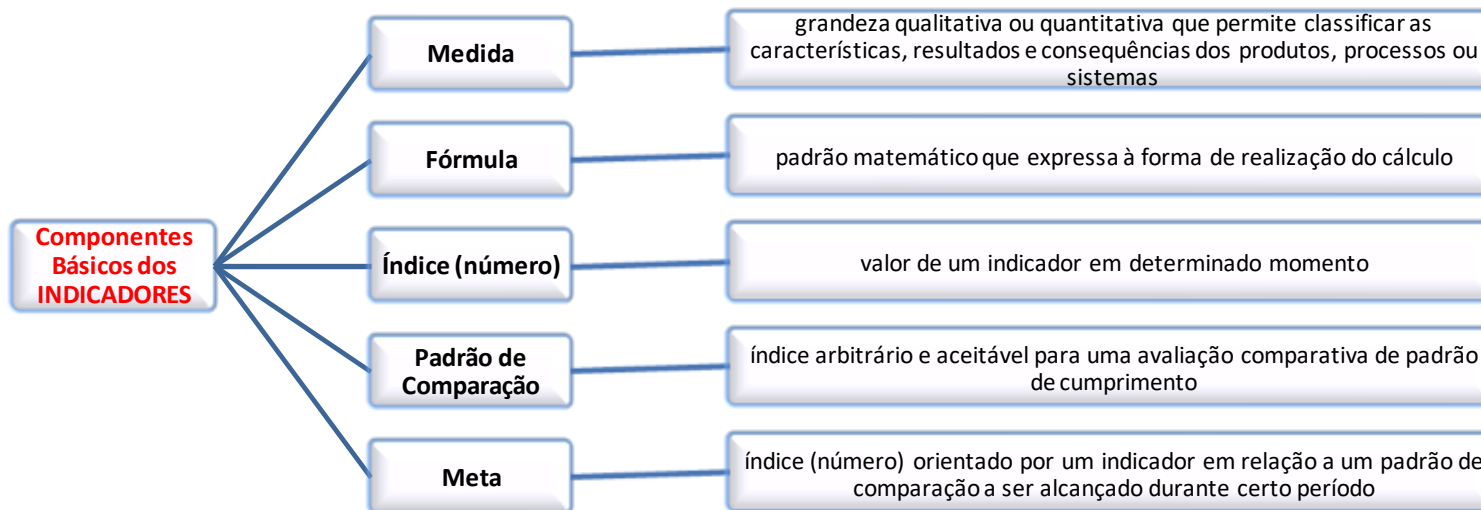 Componentes
Básicos dos
INDICADORES
Medida
grandeza qualitativa ou quantitativa que permite classificar as
características, resultados e consequências dos produtos, processos ou
sistemas
Fórmula
padrão matemático que expressa à forma de realização do cálculo
Índice (número)
valor de um indicador em determinado momento
Padrão de
Comparação
índice arbitrário e aceitável para uma avaliação comparativa de padrão
de cumprimento
Meta
índice (número) orientado por um indicador em relação a um padrão de
comparação a ser alcançado durante certo período